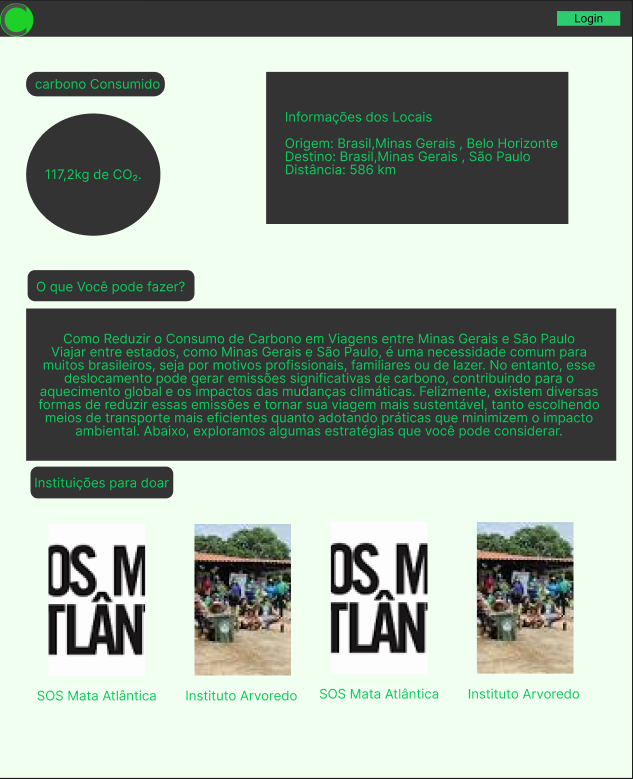 Login
carbono Consumido
117,2kg de CO₂.
Informações dos Locais
Origem: Brasil,Minas Gerais , Belo Horizonte
Destino: Brasil,Minas Gerais , São Paulo
Distância: 586 km
O que Você pode fazer?
Como Reduzir o Consumo de Carbono em Viagens entre Minas Gerais e São Paulo
Viajar entre estados, como Minas Gerais e São Paulo, é uma necessidade comum para
muitos brasileiros, seja por motivos profissionais, familiares ou de lazer. No entanto, esse
deslocamento pode gerar emissões significativas de carbono, contribuindo para o
aquecimento global e os impactos das mudanças climáticas. Felizmente, existem diversas
formas de reduzir essas emissões e tornar sua viagem mais sustentável, tanto escolhendo
meios de transporte mais eficientes quanto adotando práticas que minimizem o impacto
ambiental. Abaixo, exploramos algumas estratégias que você pode considerar.
Instituições para doar
OS M
TLÂN
OS M
TLÂN
SOS Mata Atlântica
Instituto Arvoredo
SOS Mata Atlântica
Instituto Arvoredo